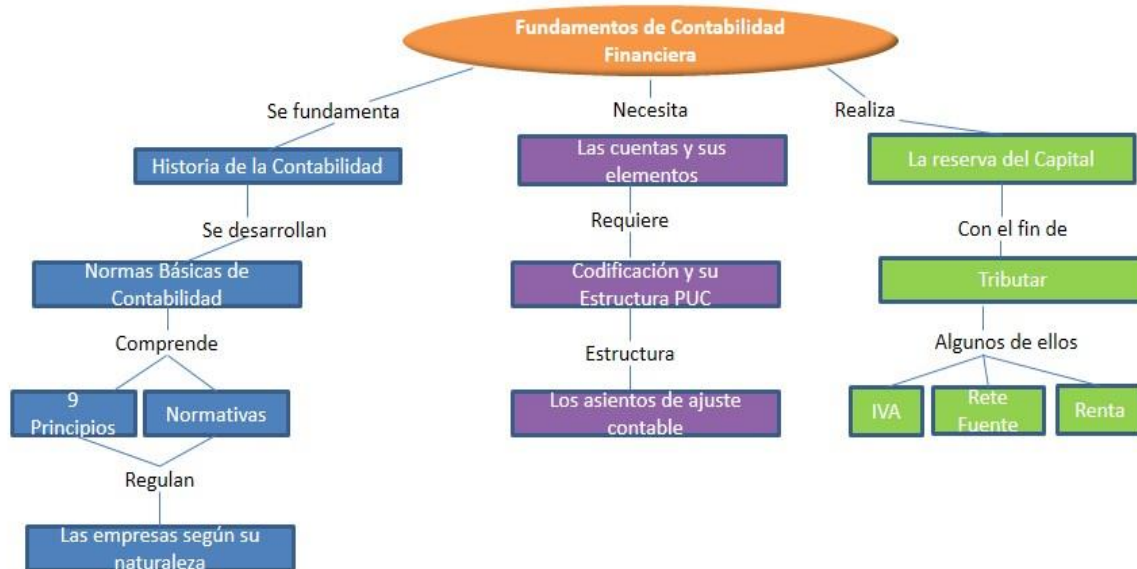 Fundamentos de Contabilidad
Financiera
Se fundamenta
Necesita
Realiza
Historia de la Contabilidad
Las cuentas y sus
elementos
La reserva del Capital
Se desarrollan
Requiere
Con el fin de
Normas Básicas de
Contabilidad
Codificación y su
Estructura PUC
Tributar
Comprende
Estructura
Algunos de ellos
9
Principios
Normativas
Los asientos de ajuste
contable
IVA
Rete
Fuente
Renta
Regulan
Las empresas según su
naturaleza